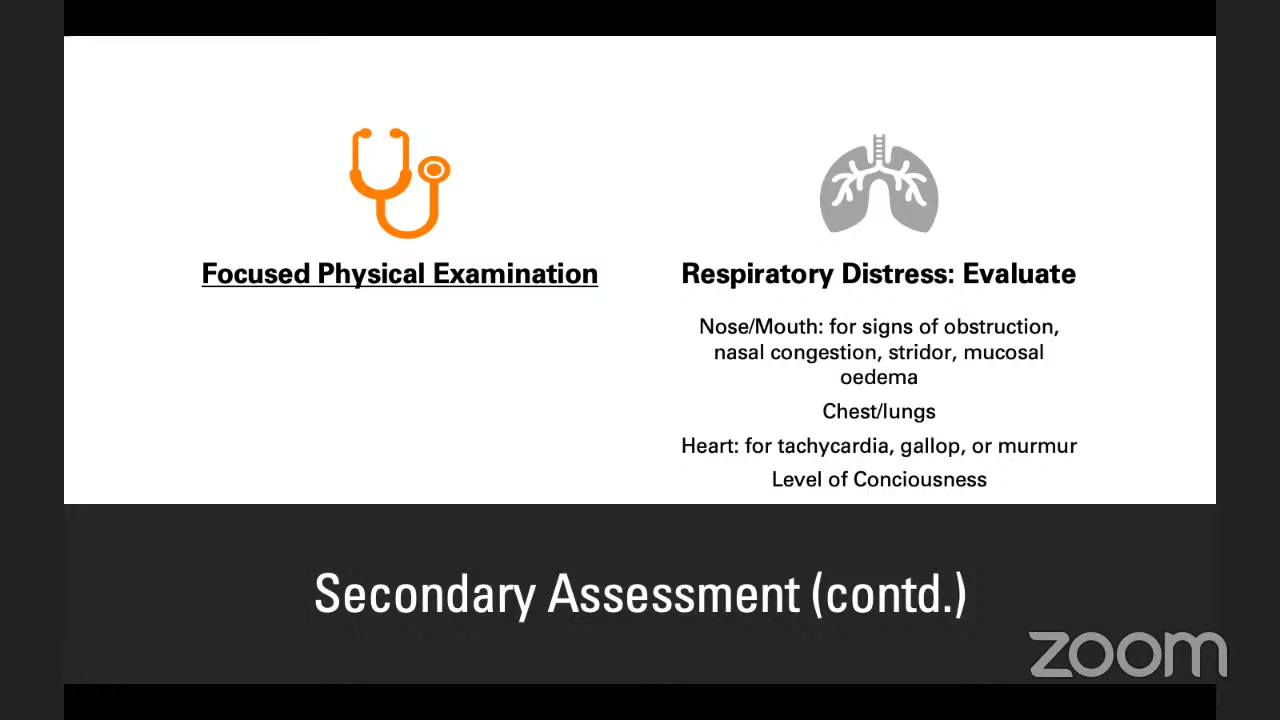 Focused Physical Examination
Respiratory Distress: Evaluate
Nose/Mouth: for signs of obstruction,
nasal congestion, stridor, mucosal
oedema
Chest/lungs
Heart: for tachycardia, gallop, or murmur
Level of Conciousness
Secondary Assessment (contd.)
zoom